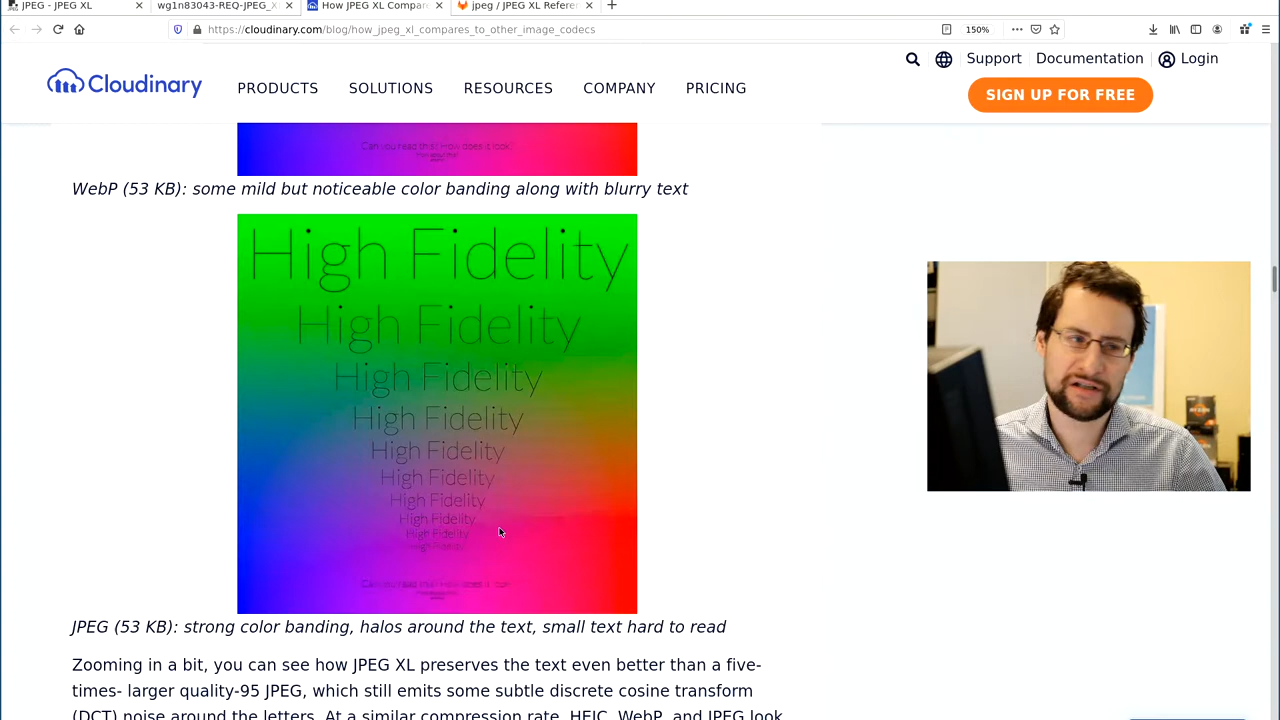 JPEG - JPEG XL
wg1n83043-REQ-JPEG_X
How JPEG XL Compar
jpeg / JPEG XL Refere
https://cloudinary.com/blog/how_jpeg_xl_compares_to_other_image_codecs
150%
Support
Documentation
Login
Cloudinary
PRODUCTS
SOLUTIONS
RESOURCES
COMPANY
PRICING
SIGN UP FOR FREE
Can you read this? How does it look?
WebP (53 KB): some mild but noticeable color banding along with blurry text
High Fidelity
High Fidelity
High Fidelity
High Fidelity
High Fidelity
High Fidelity
High Fidelity
High Fidelity
High Fidelity
High Fidelity
Can you read this? How does it look?
JPEG (53 KB): strong color banding, halos around the text, small text hard to read
Zooming in a bit, you can see how JPEG XL preserves the text even better than a five-
times- larger quality-95 JPEG, which still emits some subtle discrete cosine transform
(DCT) noise around the letters. At a similar compression rate, HEIC, WebP, and JPEG look